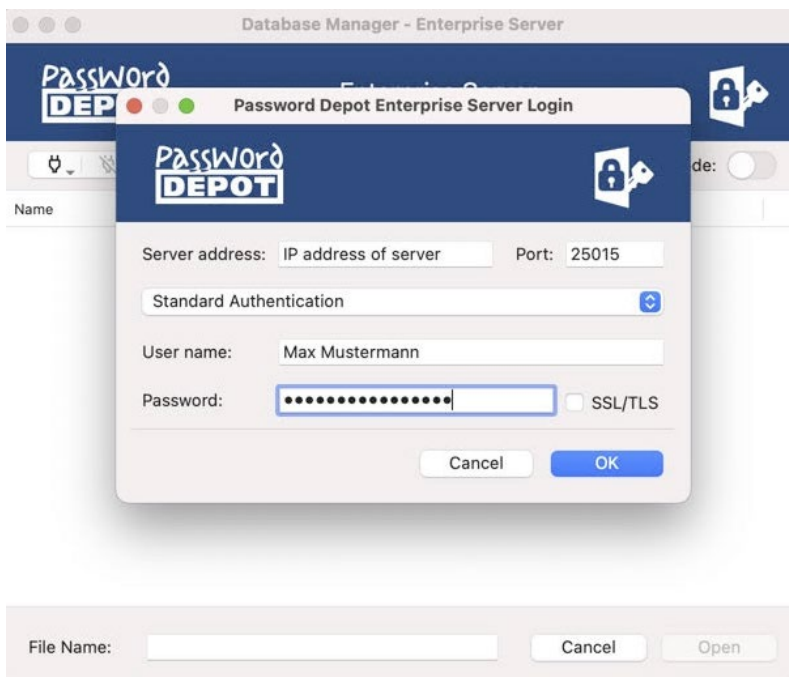 Database Manager - Enterprise Server
Password
DEP
Password Depot Enterprise Server Login
Password
DEPOT
de:
Name
Server address: IP address of server Port: 25015
Standard Authentication
User name: Max Mustermann
Password: •••••••••••••••• SSL/TLS
Cancel OK
File Name: Cancel Open